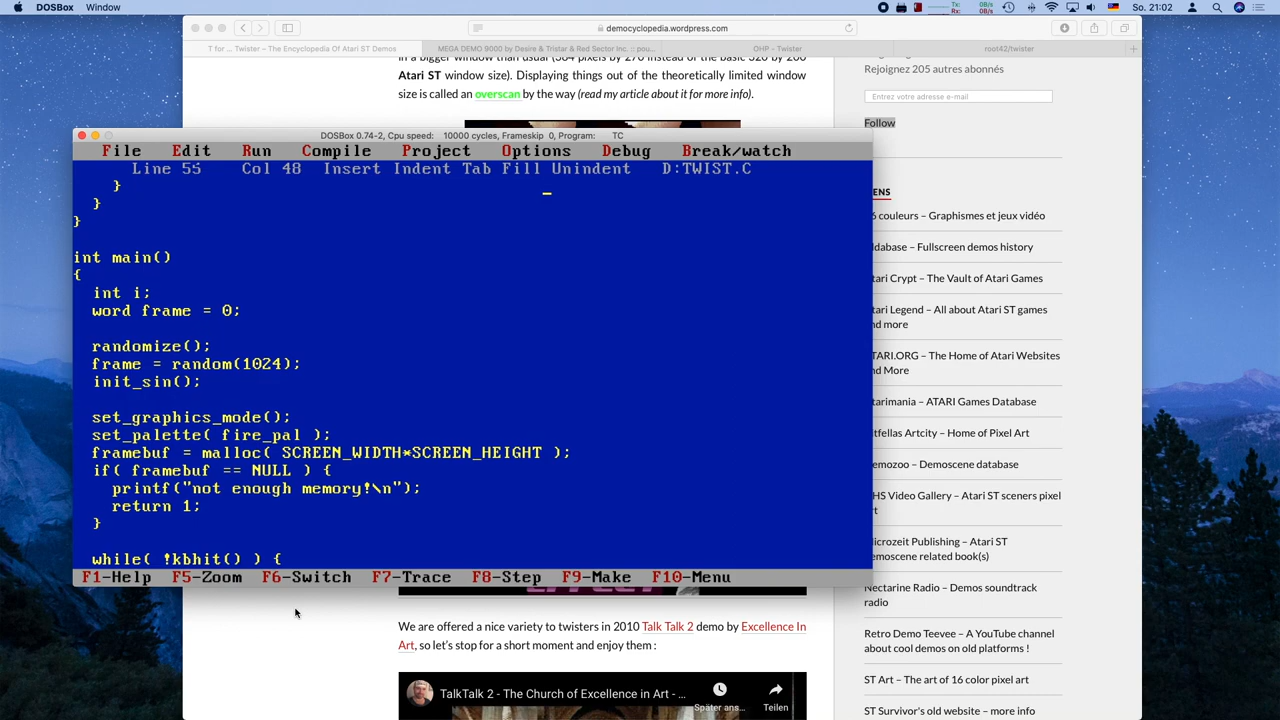 DOSBox Window
So. 21:02
democyclopedia.wordpress.com
T for ... Twister – The Encyclopedia Of Atari ST Demos
MEGA DEMO 9000 by Desire & Tristar & Red Sector Inc. :: pou...
OHP - Twister
root42/twister
Atari ST window size). Displaying things out of the theoretically limited window
size is called an overscan by the way (read my article about it for more info).
Rejoignez 205 autres abonnés
Entrez votre adresse e-mail
Follow
DOSBox 0.74-2, Cpu speed: 10000 cycles, Frameskip 0, Program: TC
File Edit Run Compile Project Options Debug Break/watch
Line 55 Col 48 Insert Indent Tab Fill Unindent D:TWIST.C
}
}
}
int main()
{
int i;
word frame = 0;
randomize();
frame = random(1024);
init_sin();
set_graphics_mode();
set_palette( fire_pal );
framebuf = malloc( SCREEN_WIDTH*SCREEN_HEIGHT );
if( framebuf == NULL ) {
printf("not enough memory!\n");
return 1;
}
while( !kbhit() ) {
F1-Help F5-Zoom F6-Switch F7-Trace F8-Step F9-Make F10-Menu
ENS
6 couleurs – Graphismes et jeux vidéo
ldabase – Fullscreen demos history
tari Crypt – The Vault of Atari Games
tari Legend – All about Atari ST games
nd more
TARI.ORG – The Home of Atari Websites
nd More
tarimania – ATARI Games Database
itfellas Artcity – Home of Pixel Art
emozoo – Demoscene database
HS Video Gallery – Atari ST sceners pixel
rt
icrozeit Publishing – Atari ST
emoscene related book(s)
Nectarine Radio – Demos soundtrack
radio
Retro Demo Teevee – A YouTube channel
about cool demos on old platforms !
ST Art – The art of 16 color pixel art
ST Survivor's old website – more info
We are offered a nice variety to twisters in 2010 Talk Talk 2 demo by Excellence In
Art, so let's stop for a short moment and enjoy them :
TalkTalk 2 - The Church of Excellence in Art - ...
Später ans...
Teilen